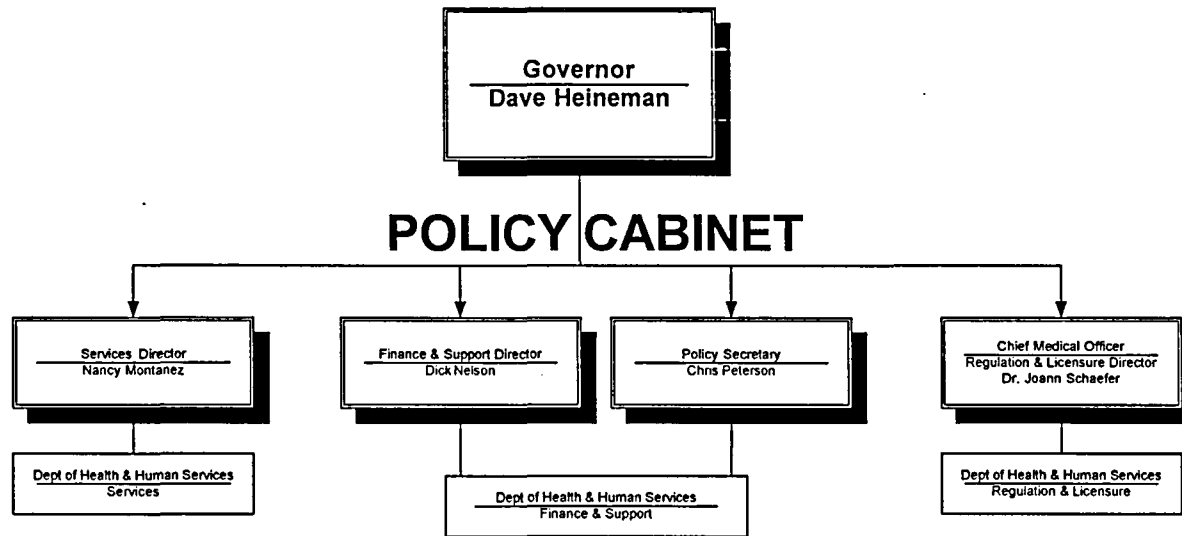 Governor
Dave Heineman
POLICY CABINET
Services Director
Nancy Montanez
Finance & Support Director
Dick Nelson
Policy Secretary
Chris Peterson
Chief Medical Officer
Regulation & Licensure Director
Dr. Joann Schaefer
Dept of Health & Human Services
Services
Dept of Health & Human Services
Finance & Support
Dept of Health & Human Services
Regulation & Licensure